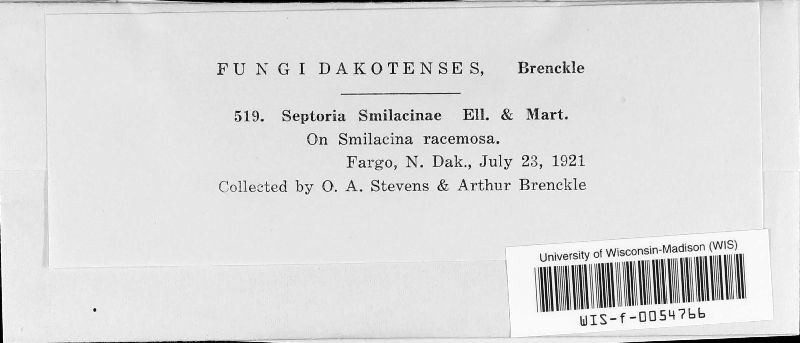 FUNGI DAKOTENSES, Brenckle
519. Septoria Smilacinae Ell. & Mart.
On Smilacina racemosa.
Fargo, N. Dak., July 23, 1921
Collected by O. A. Stevens & Arthur Brenckle
University of Wisconsin-Madison (WIS)
WIS-f-0054766